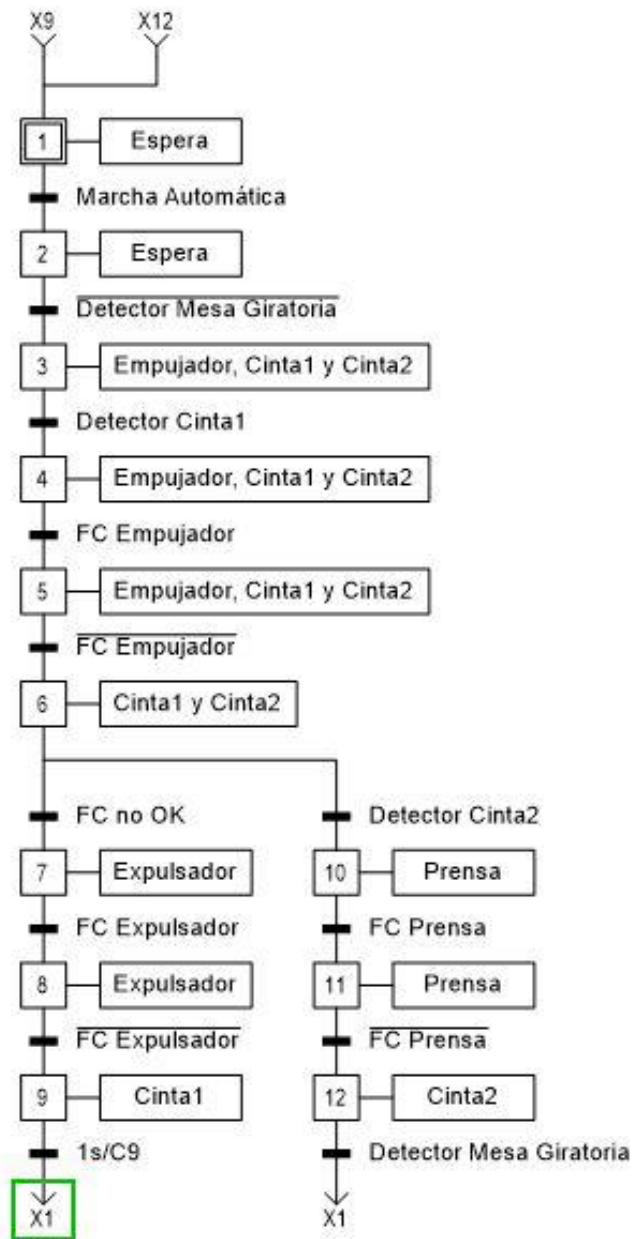 X9 X12
1 Espera
Marcha Automática
2 Espera
Detector Mesa Giratoria
3 Empujador, Cinta1 y Cinta2
Detector Cinta1
4 Empujador, Cinta1 y Cinta2
FC Empujador
5 Empujador, Cinta1 y Cinta2
FC Empujador
6 Cinta1 y Cinta2
FC no OK Detector Cinta2
7 Expulsador 10 Prensa
FC Expulsador FC Prensa
8 Expulsador 11 Prensa
FC Expulsador FC Prensa
9 Cinta1 12 Cinta2
1s/C9 Detector Mesa Giratoria
X1 X1